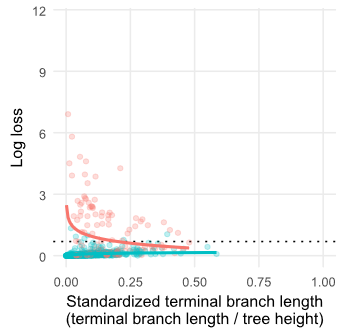 12
9
6
3
0
Log loss
0.00 0.25 0.50 0.75 1.00
Standardized terminal branch length
(terminal branch length / tree height)